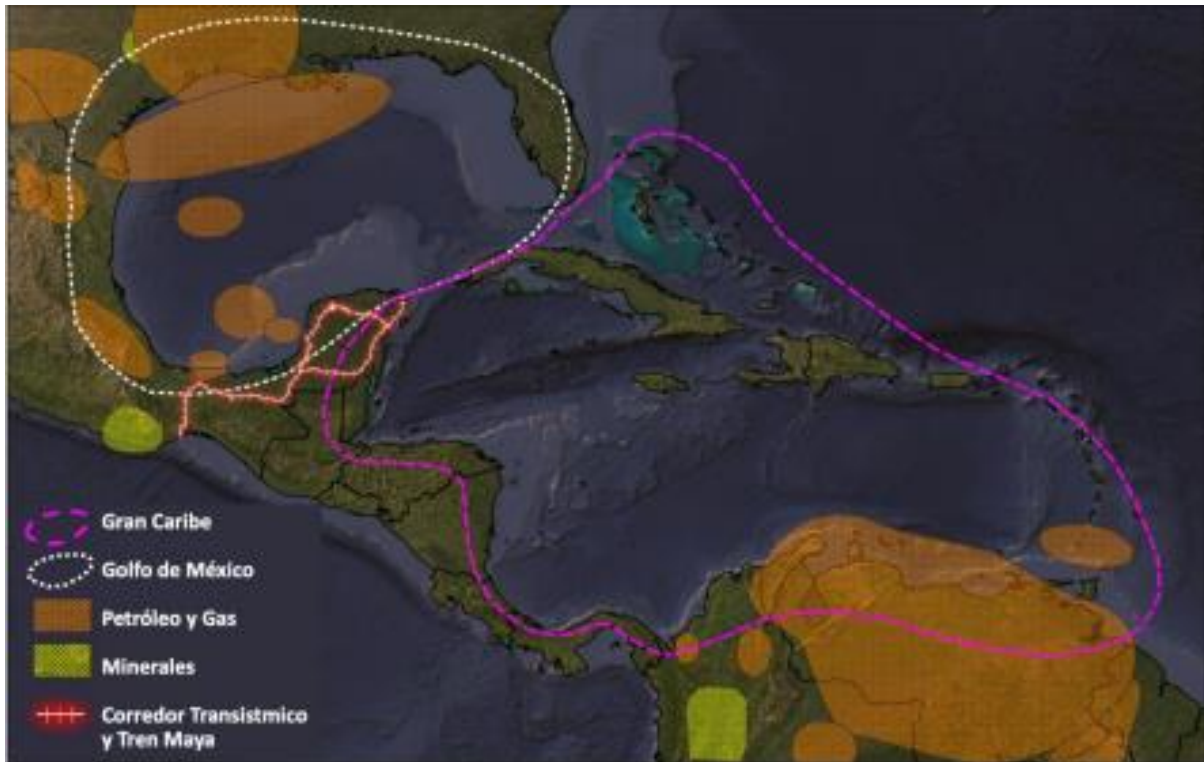 Gran Caribe
Golfo de México
Petróleo y Gas
Minerales
Corredor Transistmico
y Tren Maya